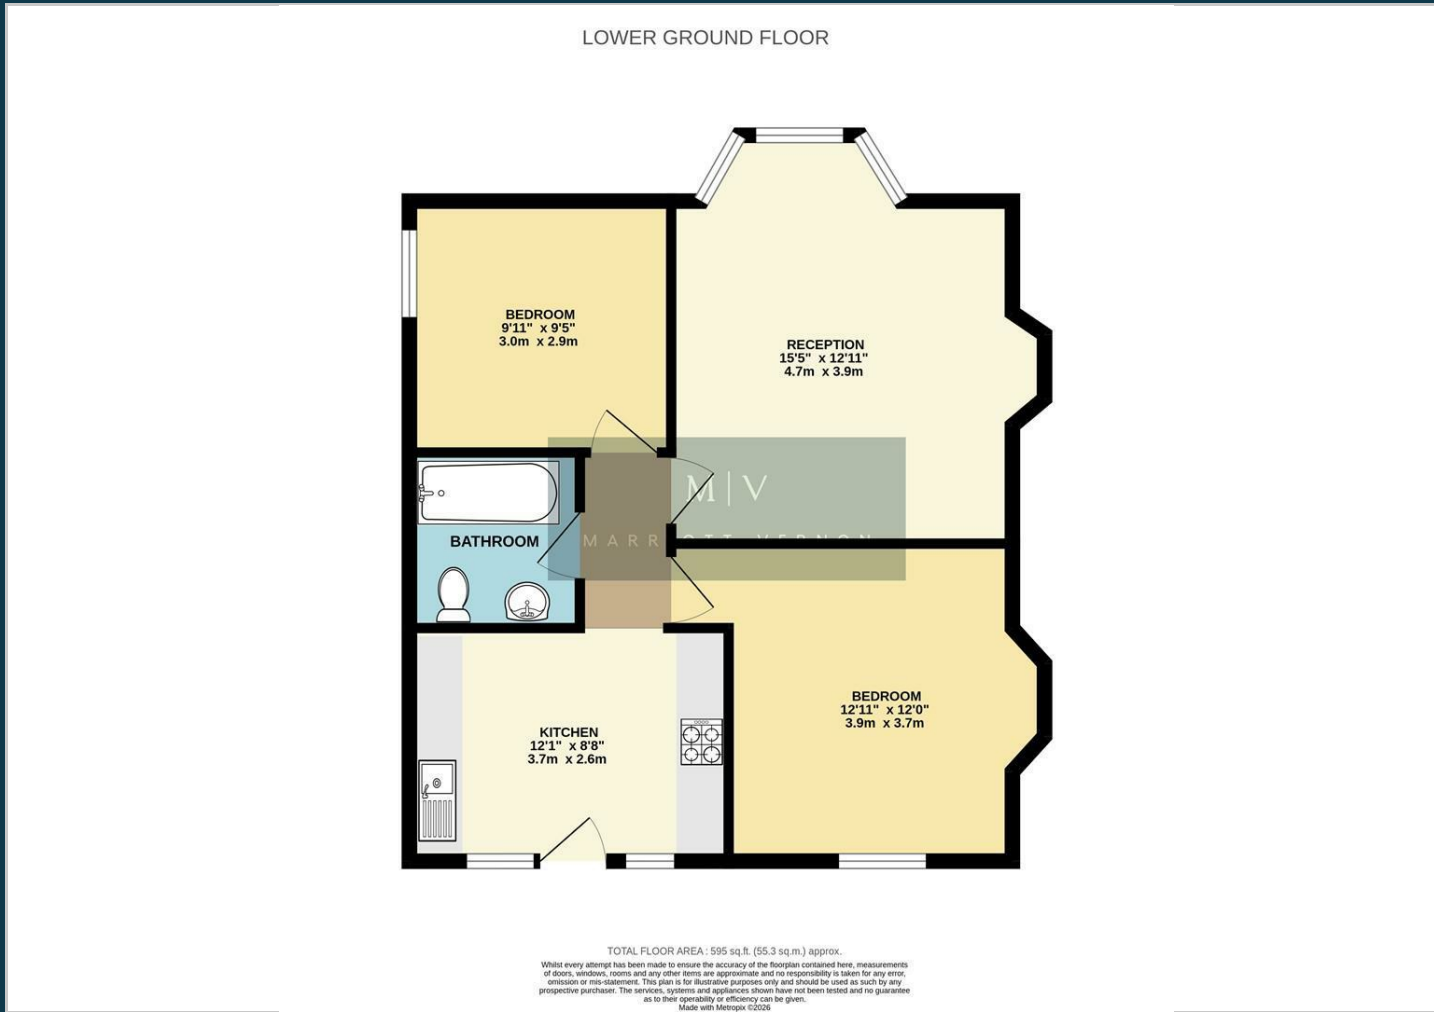 LOWER GROUND FLOOR
BEDROOM
9'11" x 9'5"
3.0m x 2.9m
RECEPTION
15'5" x 12'11"
4.7m x 3.9m
M | V
MARRIOTT VERNON
BATHROOM
BEDROOM
12'11" x 12'0"
3.9m x 3.7m
KITCHEN
12'1" x 8'8"
3.7m x 2.6m
TOTAL FLOOR AREA : 595 sq.ft. (55.3 sq.m.) approx.
Whilst every attempt has been made to ensure the accuracy of the floorplan contained here, measurements
of doors, windows, rooms and any other items are approximate and no responsibility is taken for any error,
omission or mis-statement. This plan is for illustrative purposes only and should be used as such by any
prospective purchaser. The services, systems and appliances shown have not been tested and no guarantee
as to their operability or efficiency can be given.
Made with Metropix ©2026